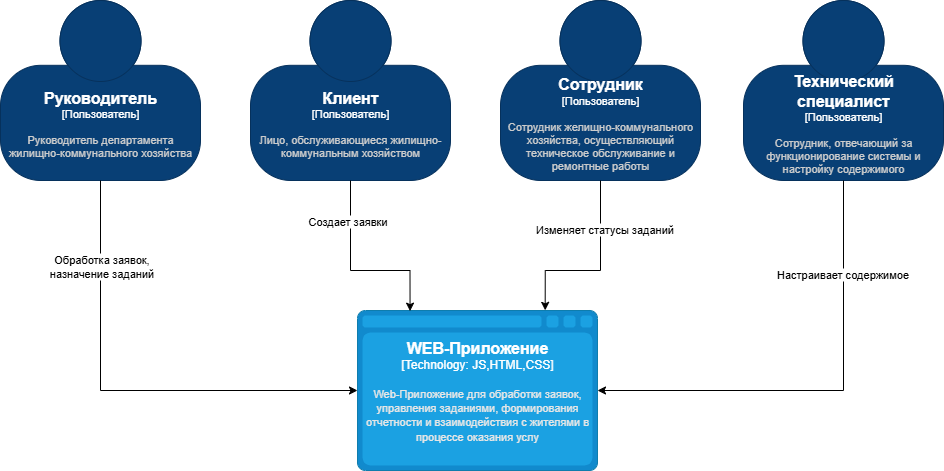 Руководитель
[Пользователь]
Руководитель департамента
жилищно-коммунального хозяйства
Клиент
[Пользователь]
Лицо, обслуживающиеся жилищно-
коммунальным хозяйством
Сотрудник
[Пользователь]
Сотрудник желищно-коммунального
хозяйства, осуществляющий
техническое обслуживание и
ремонтные работы
Технический
специалист
[Пользователь]
Сотрудник, отвечающий за
функционирование системы и
настройку содержимого
Создает заявки
Изменяет статусы заданий
Обработка заявок,
назначение заданий
Настраивает содержимое
WEB-Приложение
[Technology: JS,HTML,CSS]
Web-Приложение для обработки заявок,
управления заданиями, формирования
отчетности и взаимодействия с жителями в
процессе оказания услу